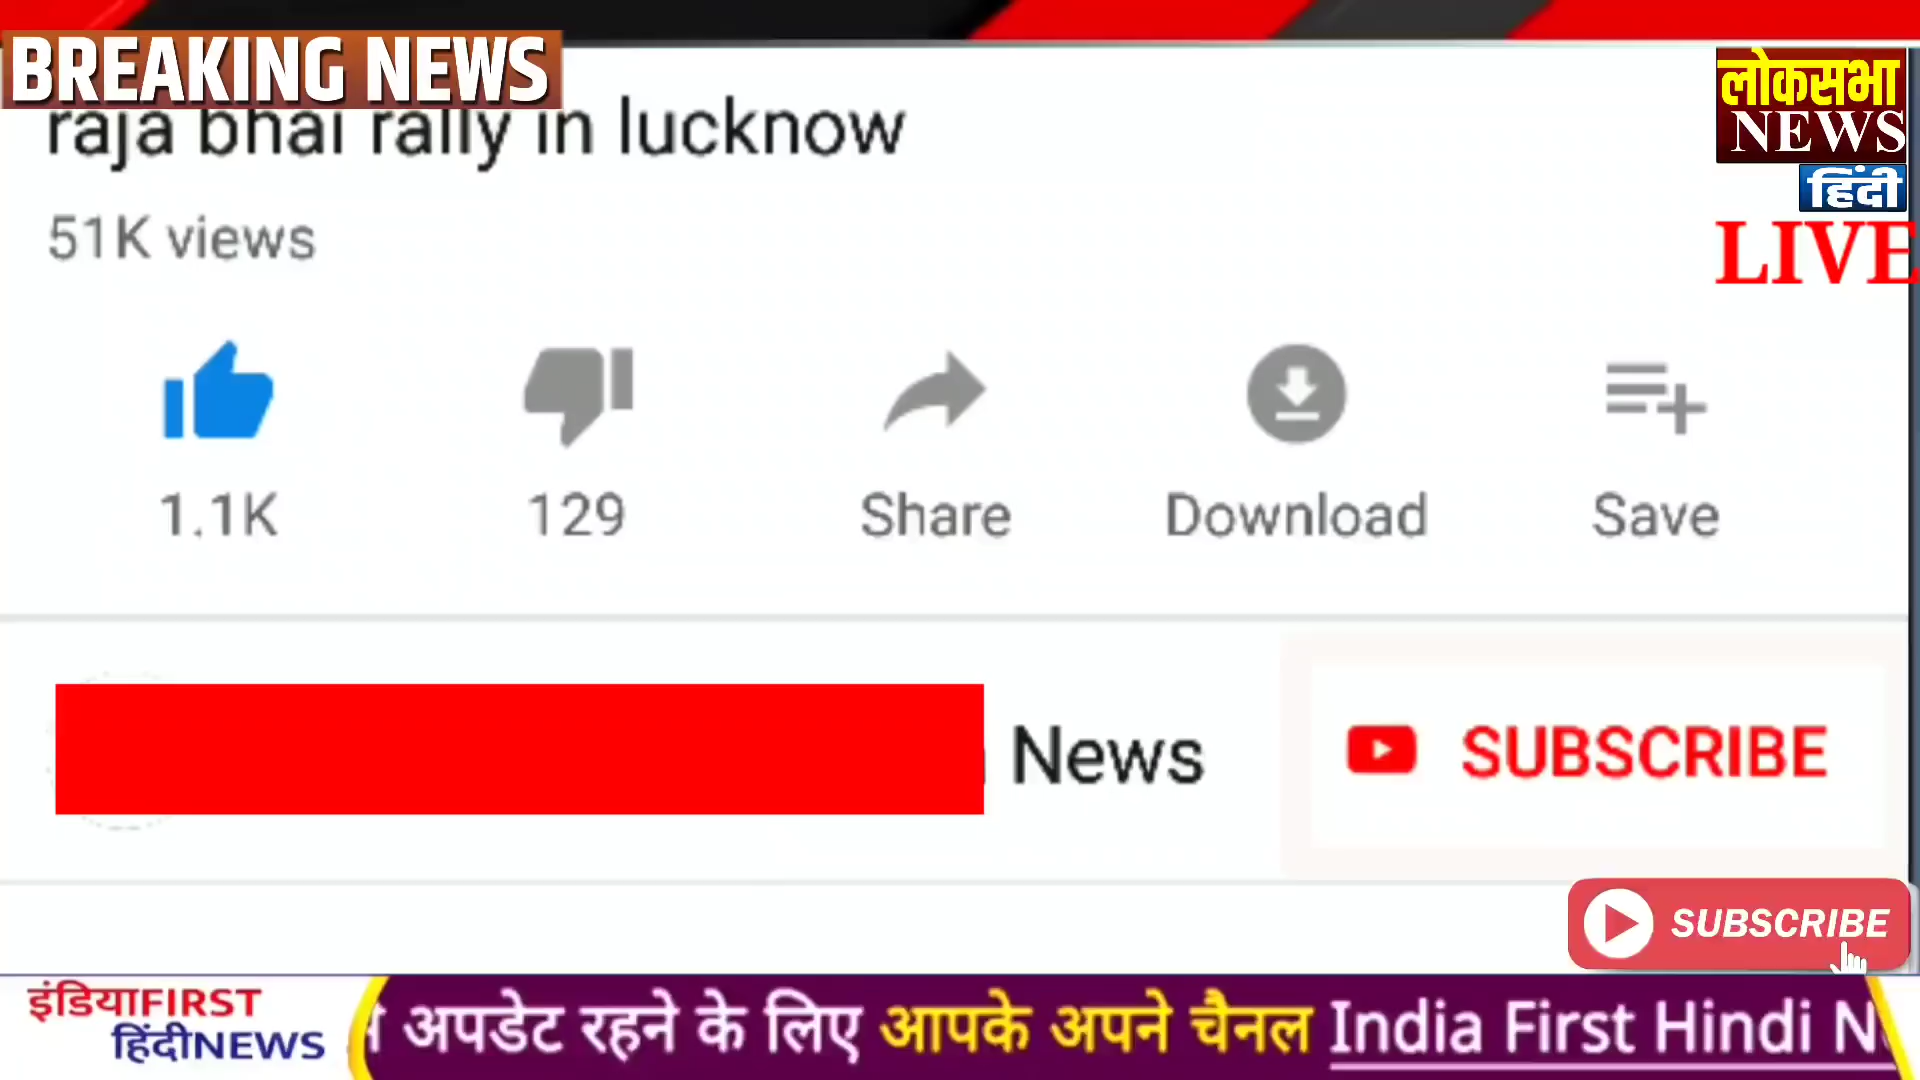 BREAKING NEWS
raja bhai rally in lucknow
51K views
लोकसभा
NEWS
हिंदी
LIVE
1.1K 129 Share Download Save
News SUBSCRIBE
SUBSCRIBE
इंडियाFIRST
हिंदीNEWS
अपडेट रहने के लिए आपके अपने चैनल India First Hindi